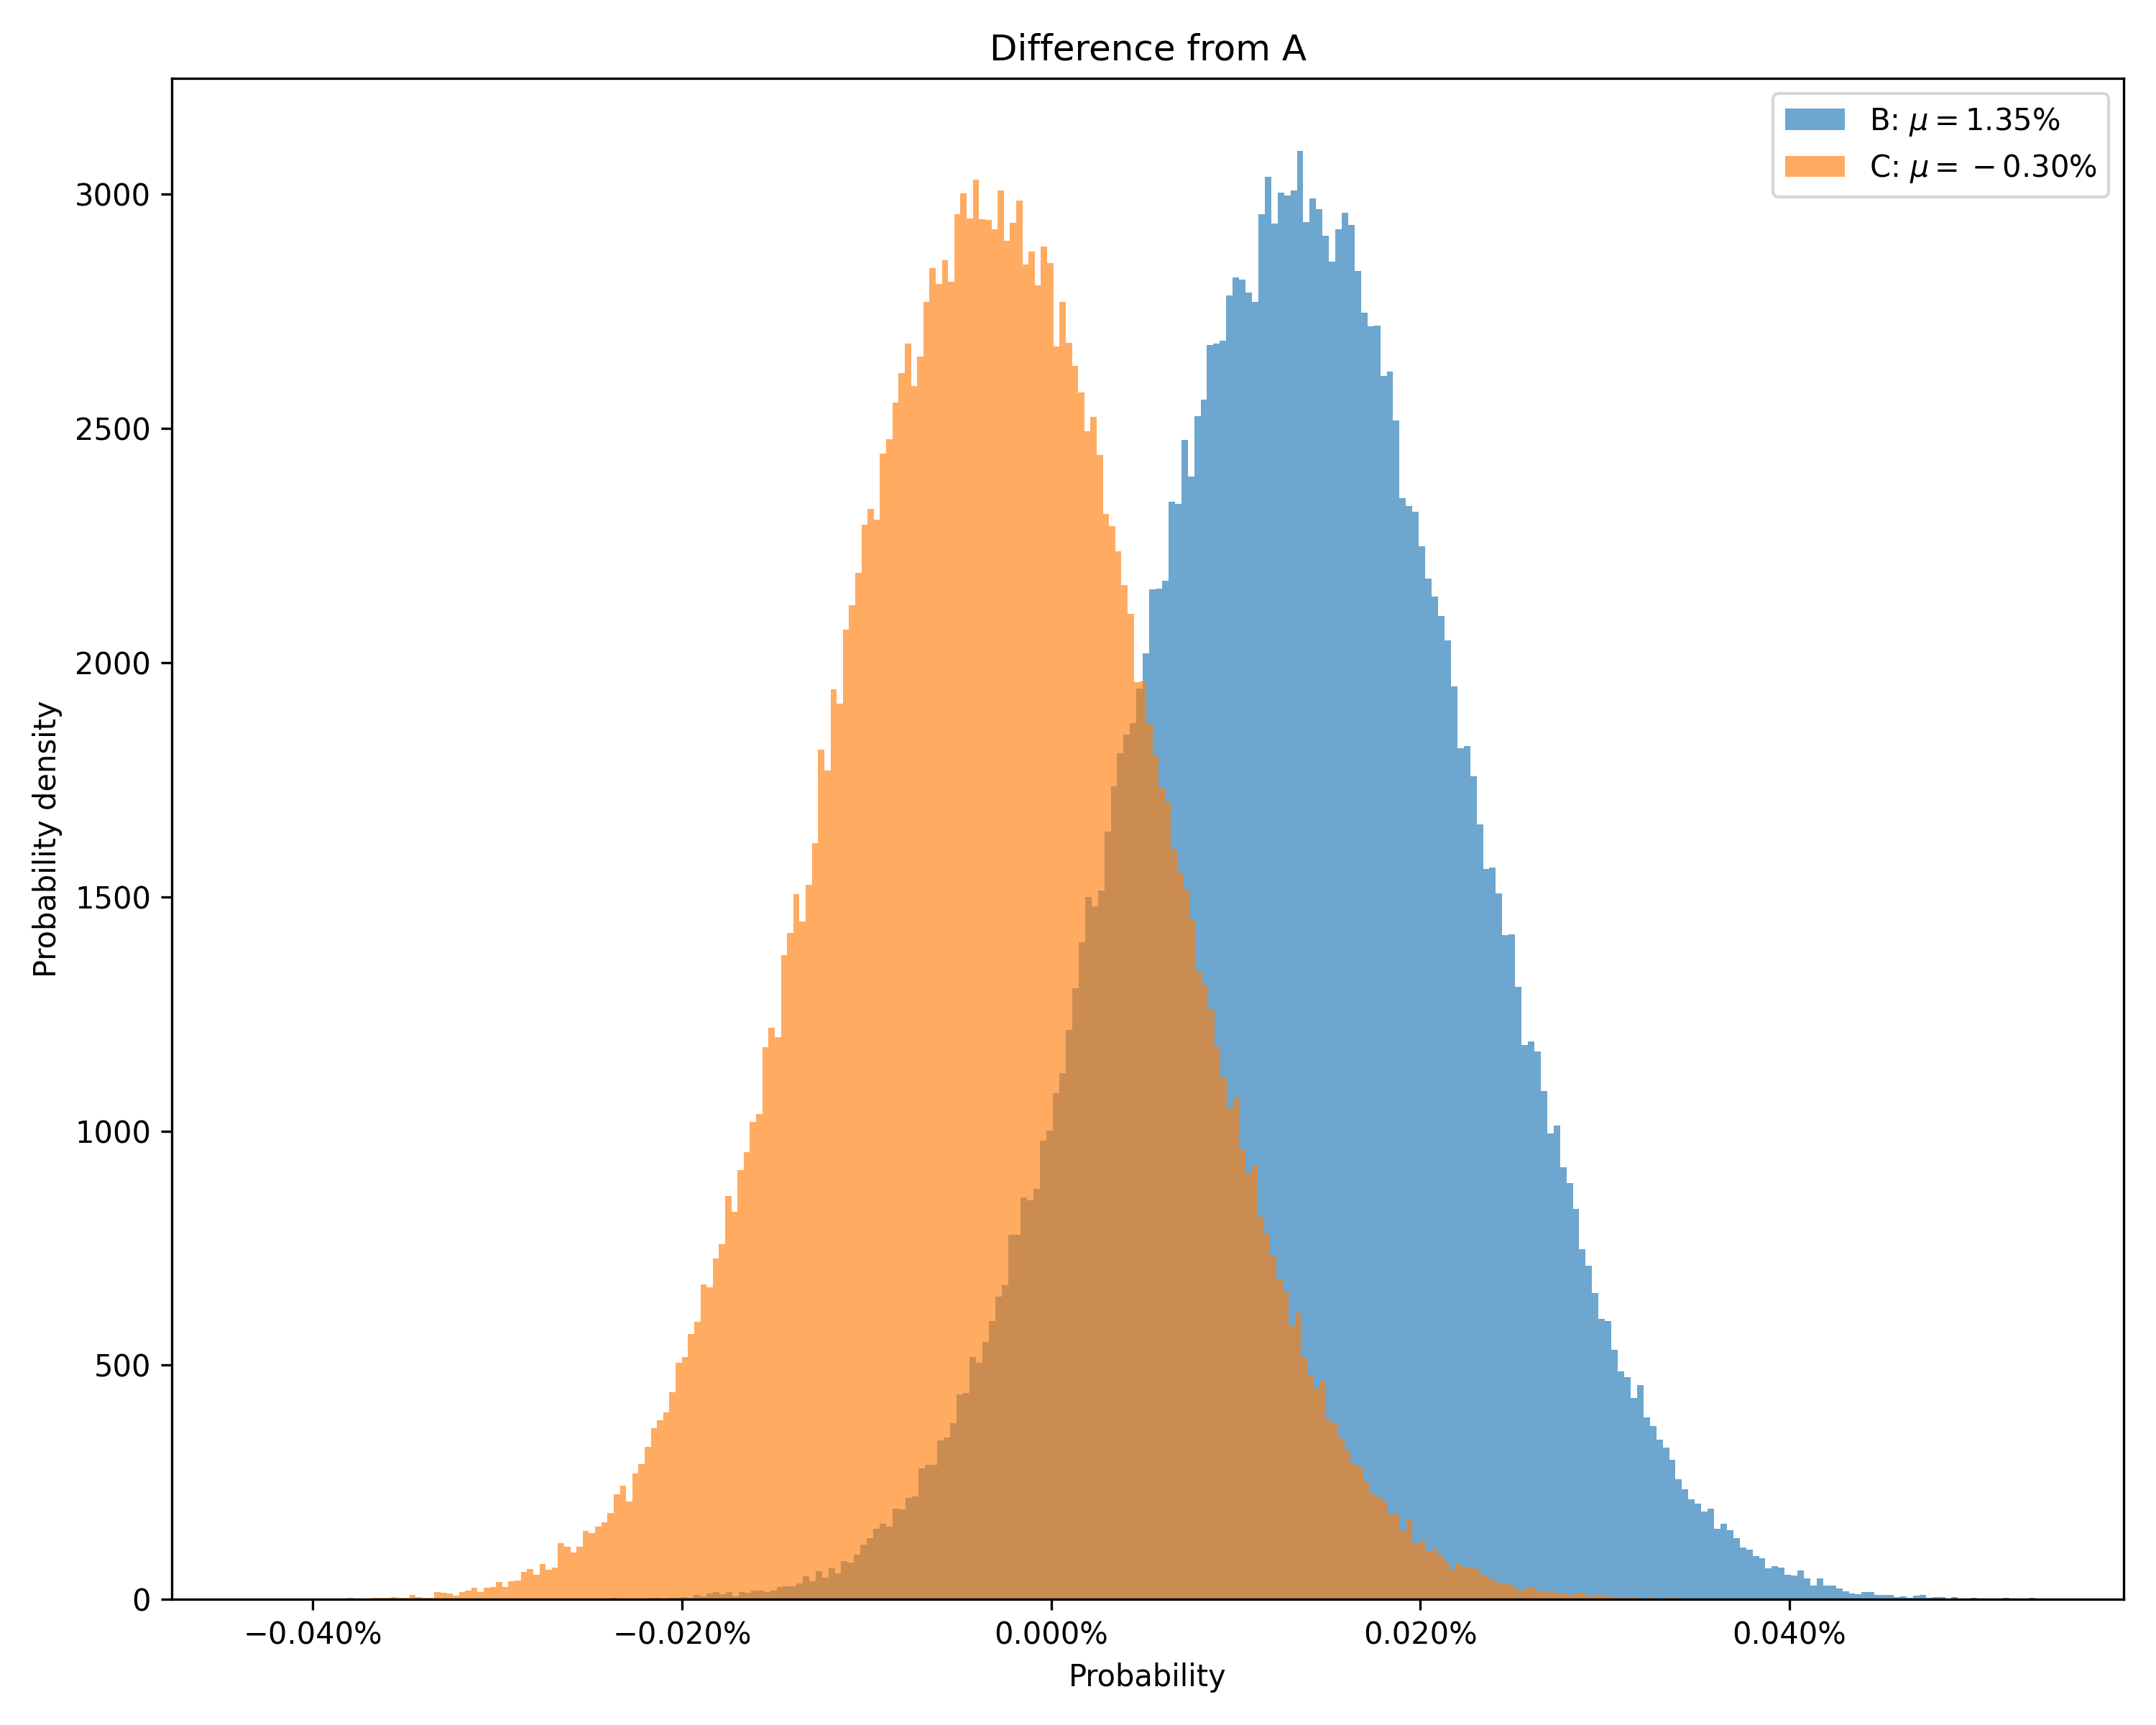 Difference from A
B: μ = 1.35%
C: μ = −0.30%
Probability density
3000
2500
2000
1500
1000
500
0
−0.040%
−0.020%
0.000%
0.020%
0.040%
Probability